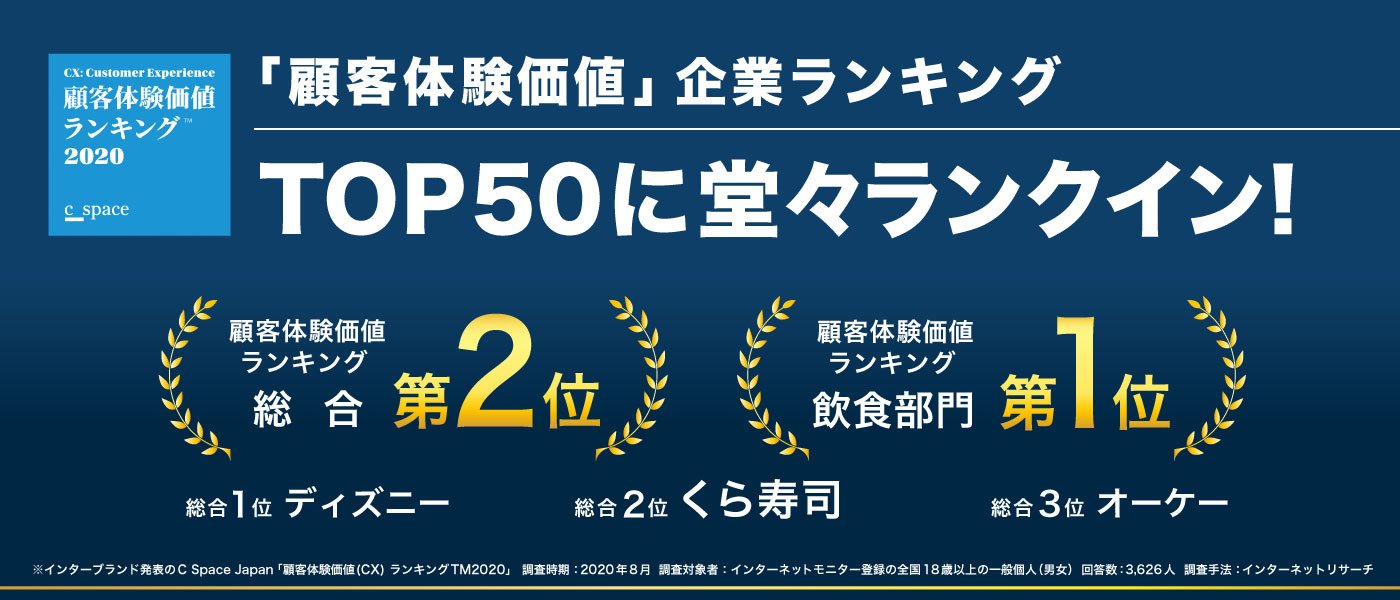 CX: Customer Experience
顧客体験価値
ランキング™
2020
c_space
「顧客体験価値」企業ランキング
TOP50に堂々ランクイン!
顧客体験価値
ランキング
総合
第2位
顧客体験価値
ランキング
飲食部門
第1位
総合1位 ディズニー
総合2位 くら寿司
総合3位 オーケー
※インターブランド発表のC Space Japan「顧客体験価値(CX) ランキングTM2020」 調査時期:2020年8月 調査対象者:インターネットモニター登録の全国18歳以上の一般個人(男女) 回答数:3,626人 調査手法:インターネットリサーチ